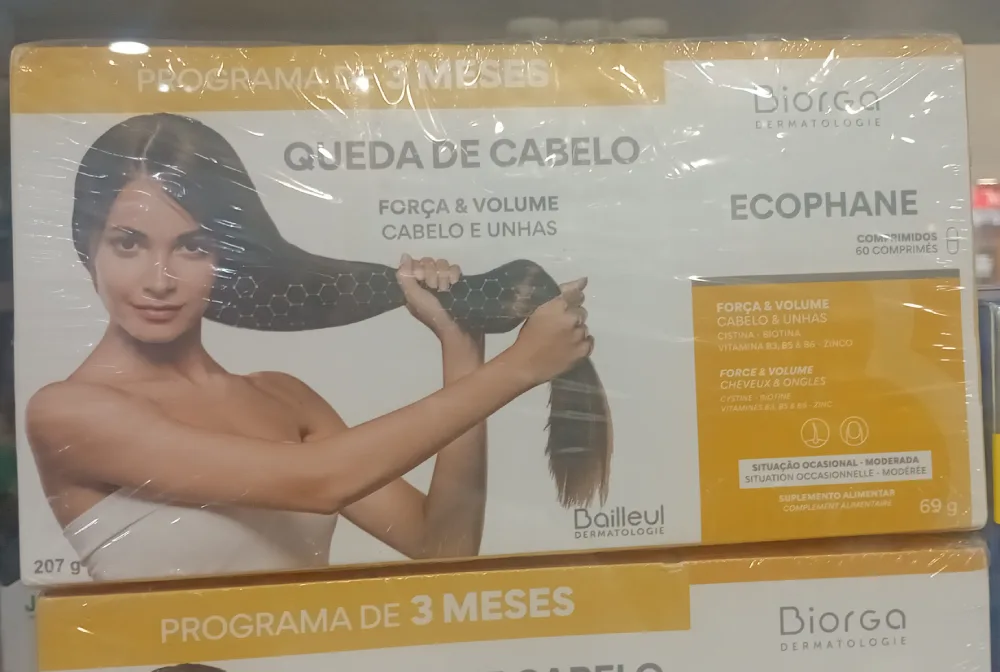 PROGRAMA DE 3 MESES
Biorga
DERMATOLOGIE
QUEDA DE CABELO
FORÇA & VOLUME
CABELO E UNHAS
ECOPHANE
COMPRIMIDOS
60 COMPRIMÉS
FORÇA & VOLUME
CABELO & UNHAS
CISTINA - BIOTINA
VITAMINA B3, B5 & B6 - ZINCO
FORCE & VOLUME
CHEVEUX & ONGLES
CYSTINE - BIOTINE
VITAMINES B3, B5 & B6 - ZINC
SITUAÇÃO OCASIONAL - MODERADA
SITUATION OCCASIONNELLE - MODÉRÉE
SUPLEMENTO ALIMENTAR
COMPLEMENT ALIMENTAIRE
69 g
Bailleul
DERMATOLOGIE
207 g
PROGRAMA DE 3 MESES
Biorga
DERMATOLOGIE
DE CABELO